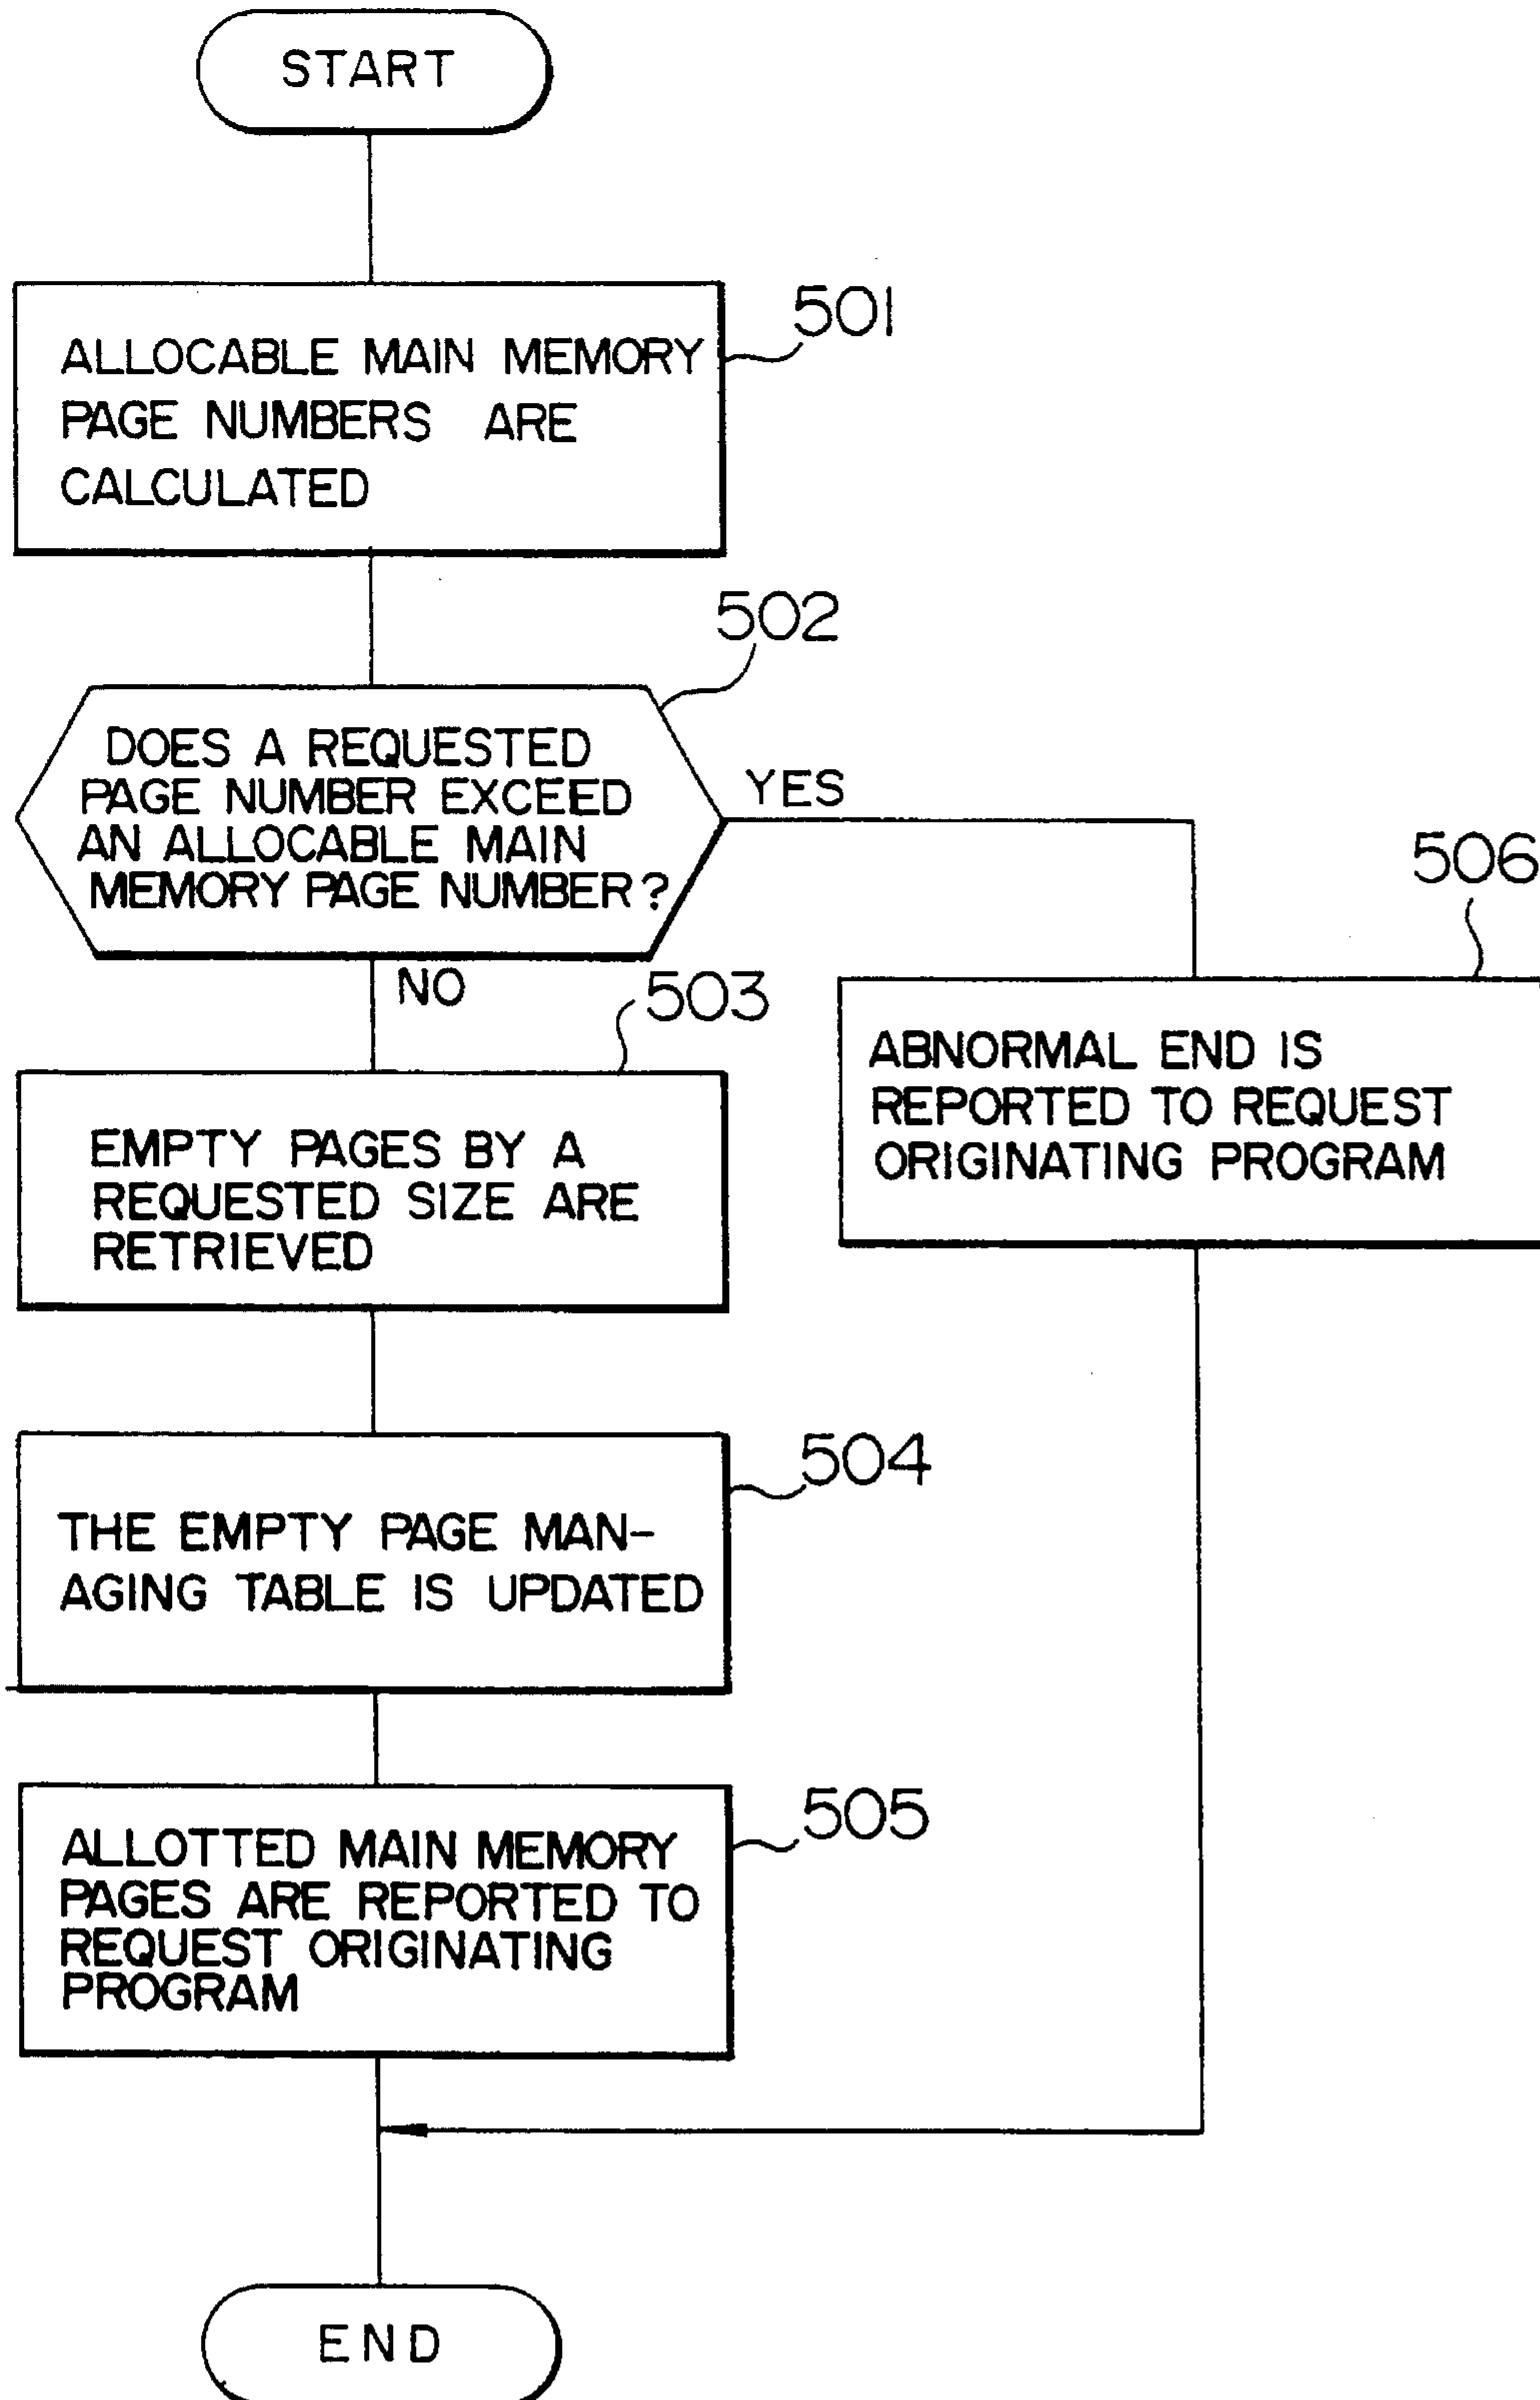 START
501
ALLOCABLE MAIN MEMORY
PAGE NUMBERS ARE
CALCULATED
502
DOES A REQUESTED
PAGE NUMBER EXCEED
AN ALLOCABLE MAIN
MEMORY PAGE NUMBER?
YES
NO
506
ABNORMAL END IS
REPORTED TO REQUEST
ORIGINATING PROGRAM
503
EMPTY PAGES BY A
REQUESTED SIZE ARE
RETRIEVED
504
THE EMPTY PAGE MAN-
AGING TABLE IS UPDATED
505
ALLOTTED MAIN MEMORY
PAGES ARE REPORTED TO
REQUEST ORIGINATING
PROGRAM
END